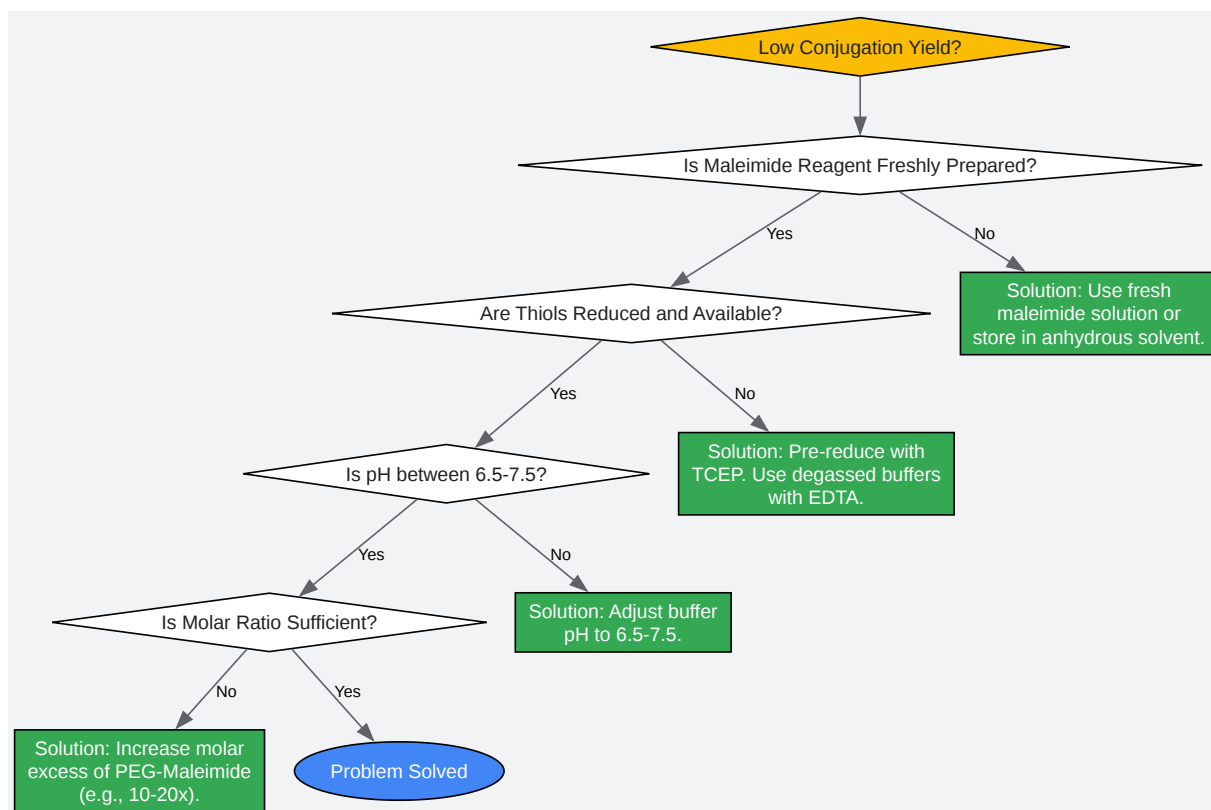 Low Conjugation Yield?
Is Maleimide Reagent Freshly Prepared?
Yes
No
Solution: Use fresh
maleimide solution or
store in anhydrous solvent.
Are Thiols Reduced and Available?
Yes
No
Solution: Pre-reduce with
TCEP. Use degassed buffers
with EDTA.
Is pH between 6.5-7.5?
Yes
No
Solution: Adjust buffer
pH to 6.5-7.5.
Is Molar Ratio Sufficient?
No
Yes
Solution: Increase molar
excess of PEG-Maleimide
(e.g., 10-20x).
Problem Solved